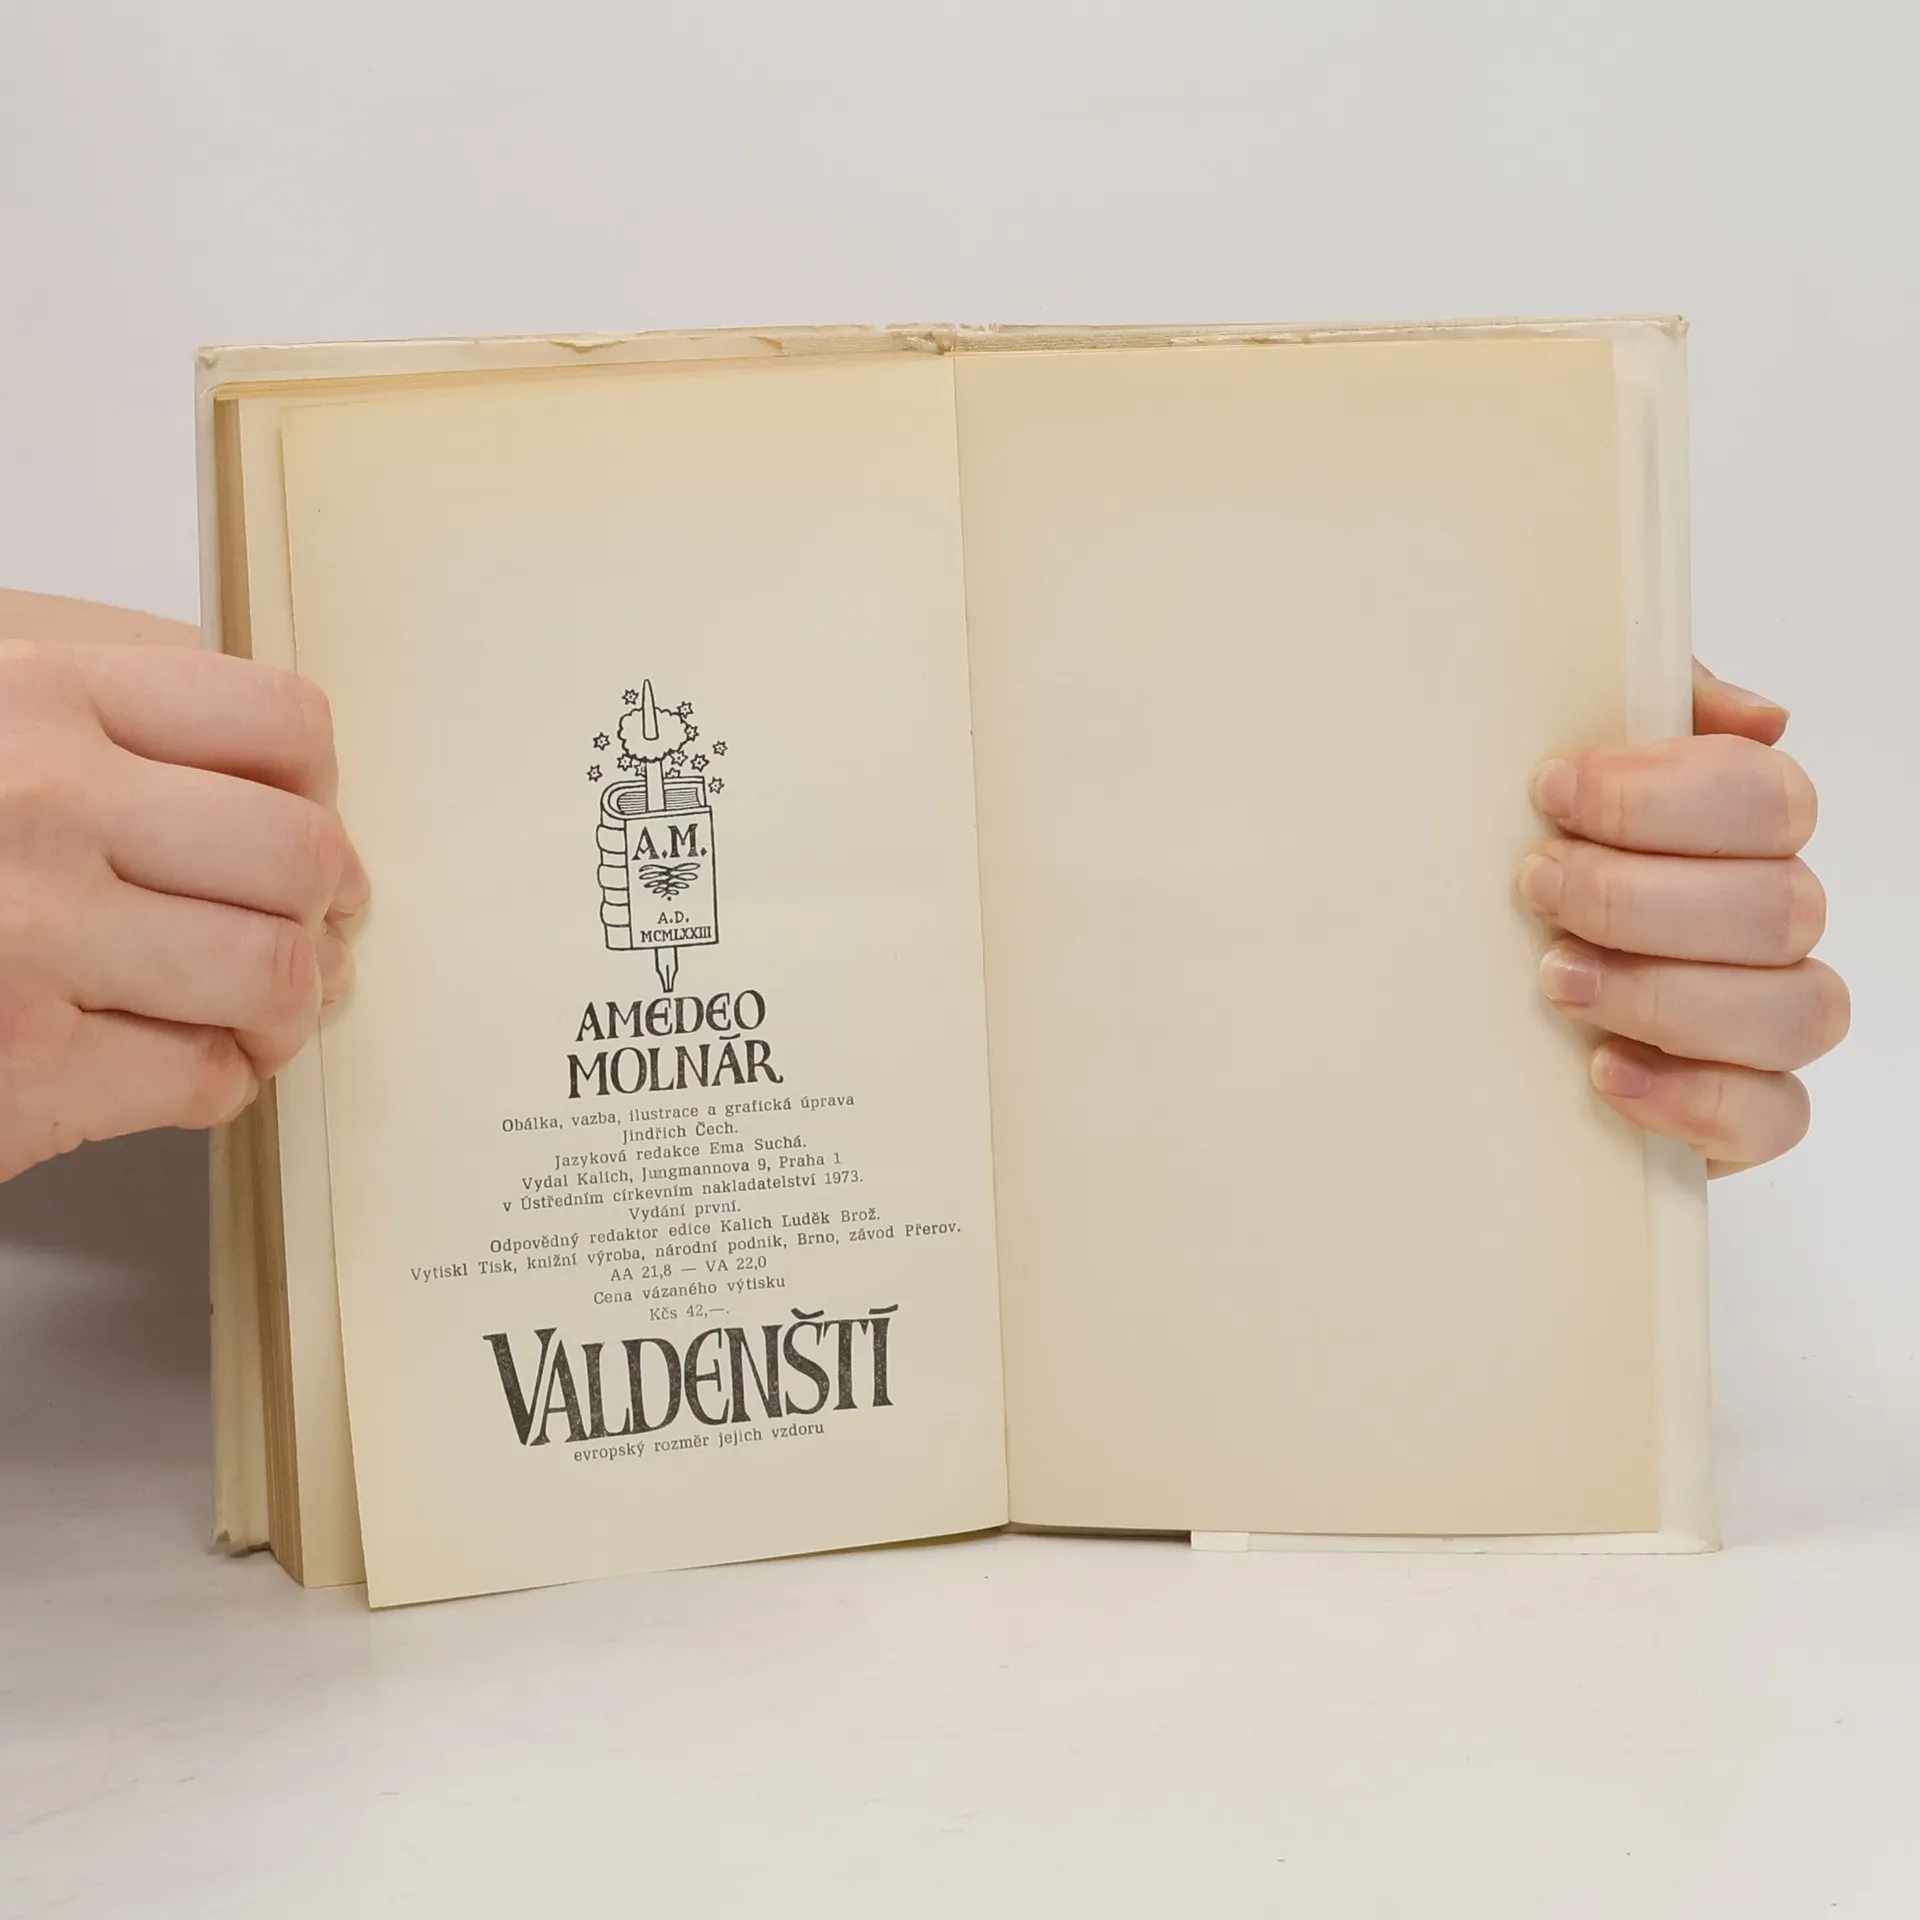 A.M.
A.D.
MCMLXXIII
AMEDEO
MOLNÁR
Obálka, vazba, ilustrace a grafická úprava
Jindřich Čech.
Jazyková redakce Ema Suchá.
Vydal Kalich, Jungmannova 9, Praha 1
v Ústředním církevním nakladatelství 1973.
Vydání první.
Odpovědný redaktor edice Kalich Luděk Brož.
Vytiskl Tisk, knižní výroba, národní podnik, Brno, závod Přerov.
AA 21,8 — VA 22,0
Cena vázaného výtisku
Kčs 42,—.
VALDENŠTÍ
evropský rozměr jejich vzdoru